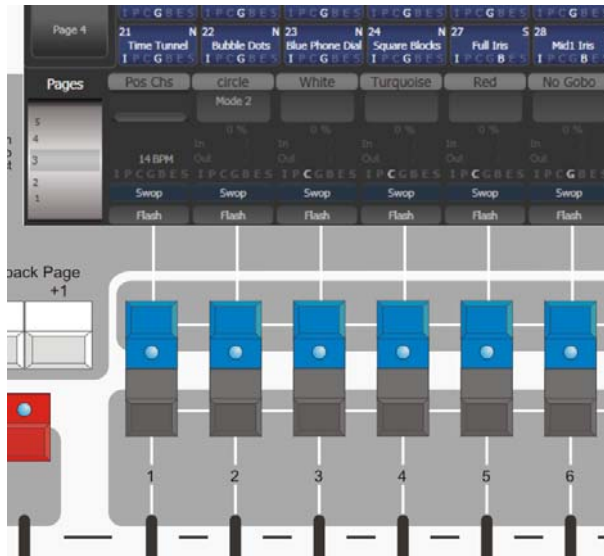 I P C G B E S I P C G B E S I P C G B E S I P C G B E S I P C G B E S I P C G B E S
Page 4
21 N 22 N 23 N 24 N 27 S 28
Time Tunnel Bubble Dots Blue Phone Dial Square Blocks Full Iris Mid1 Iris
I P C G B E S I P C G B E S I P C G B E S I P C G B E S I P C G B E S I P C G B E S
Pages Pos Chs circle White Turquoise Red No Gobo
Mode 2
5
4
3
2
1
0 % 0 % 0 % 0 % 0 %
In In In In In
14 BPM Out Out Out Out Out
I P C G B E S I P C G B E S I P C G B E S I P C G B E S I P C G B E S I P C G B E S
Swop Swop Swop Swop Swop Swop
Flash Flash Flash Flash Flash Flash
back Page
+1
1 2 3 4 5 6